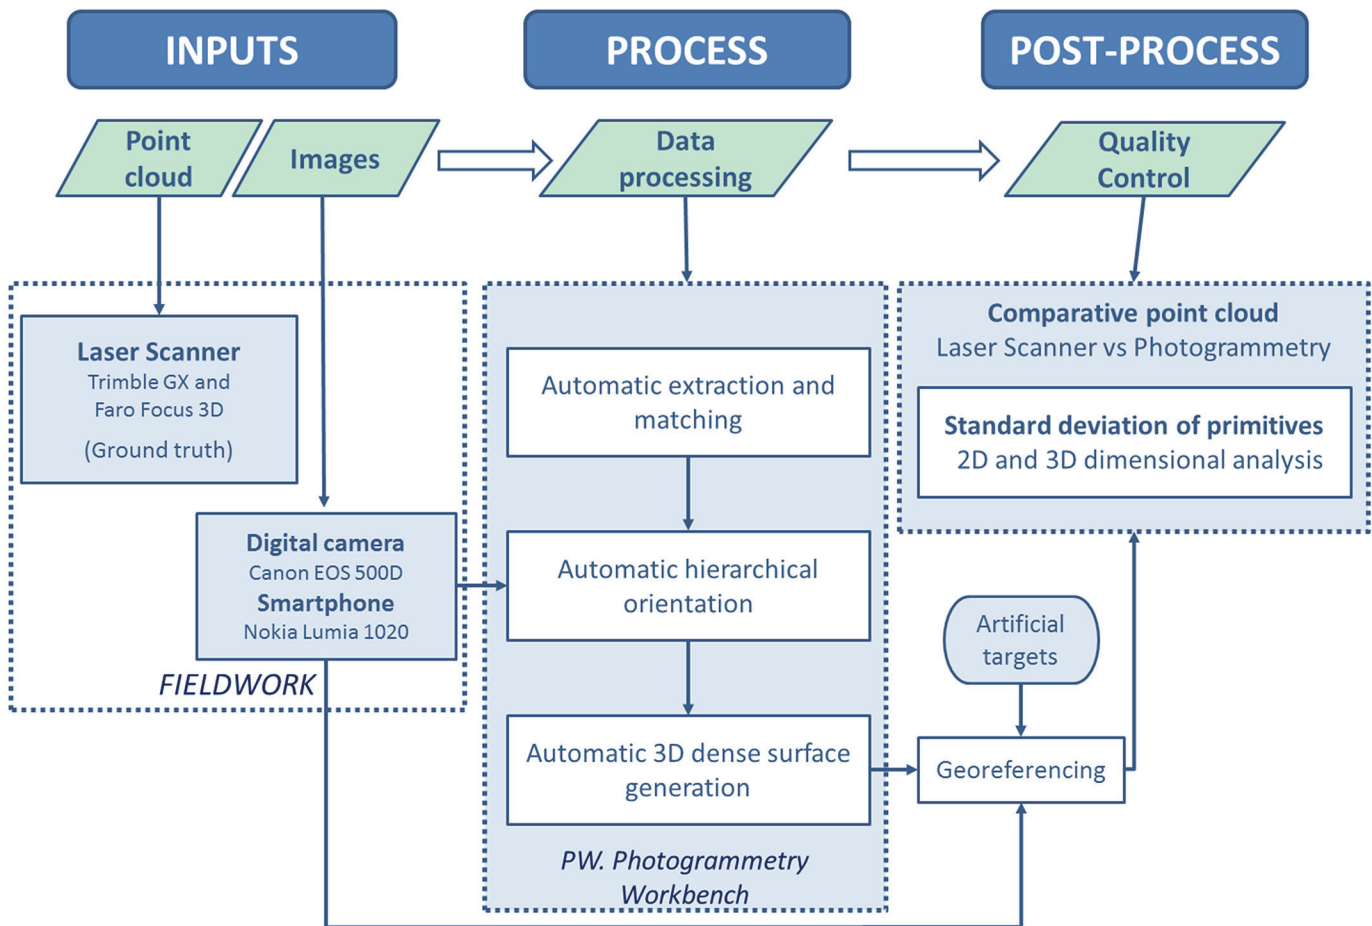 INPUTS
PROCESS
POST-PROCESS
Point
cloud
Images
Data
processing
Quality
Control
Laser Scanner
Trimble GX and
Faro Focus 3D
(Ground truth)
Digital camera
Canon EOS 500D
Smartphone
Nokia Lumia 1020
FIELDWORK
Automatic extraction and
matching
Automatic hierarchical
orientation
Automatic 3D dense surface
generation
PW. Photogrammetry
Workbench
Comparative point cloud
Laser Scanner vs Photogrammetry
Standard deviation of primitives
2D and 3D dimensional analysis
Artificial
targets
Georeferencing